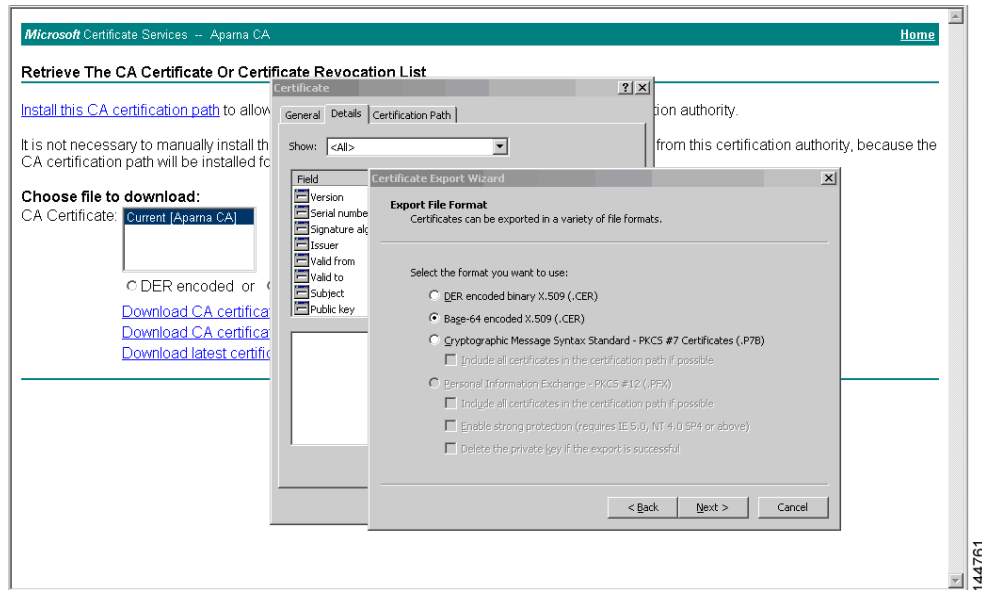 Microsoft Certificate Services -- Aparna CA Home
Retrieve The CA Certificate Or Certificate Revocation List
Install this CA certification path to allow tion authority.
It is not necessary to manually install th from this certification authority, because the
CA certification path will be installed fo
Choose file to download:
CA Certificate: Current [Aparna CA]
DER encoded or
Download CA certifica
Download CA certifica
Download latest certific
Certificate
General Details Certification Path
Show: <All>
Field
Version
Serial numbe
Signature alg
Issuer
Valid from
Valid to
Subject
Public key
Certificate Export Wizard
Export File Format
Certificates can be exported in a variety of file formats.
Select the format you want to use:
DER encoded binary X.509 (.CER)
Base-64 encoded X.509 (.CER)
Cryptographic Message Syntax Standard - PKCS #7 Certificates (.P7B)
Include all certificates in the certification path if possible
Personal Information Exchange - PKCS #12 (.PFX)
Include all certificates in the certification path if possible
Enable strong protection (requires IE 5.0, NT 4.0 SP4 or above)
Delete the private key if the export is successful
< Back Next > Cancel
144761